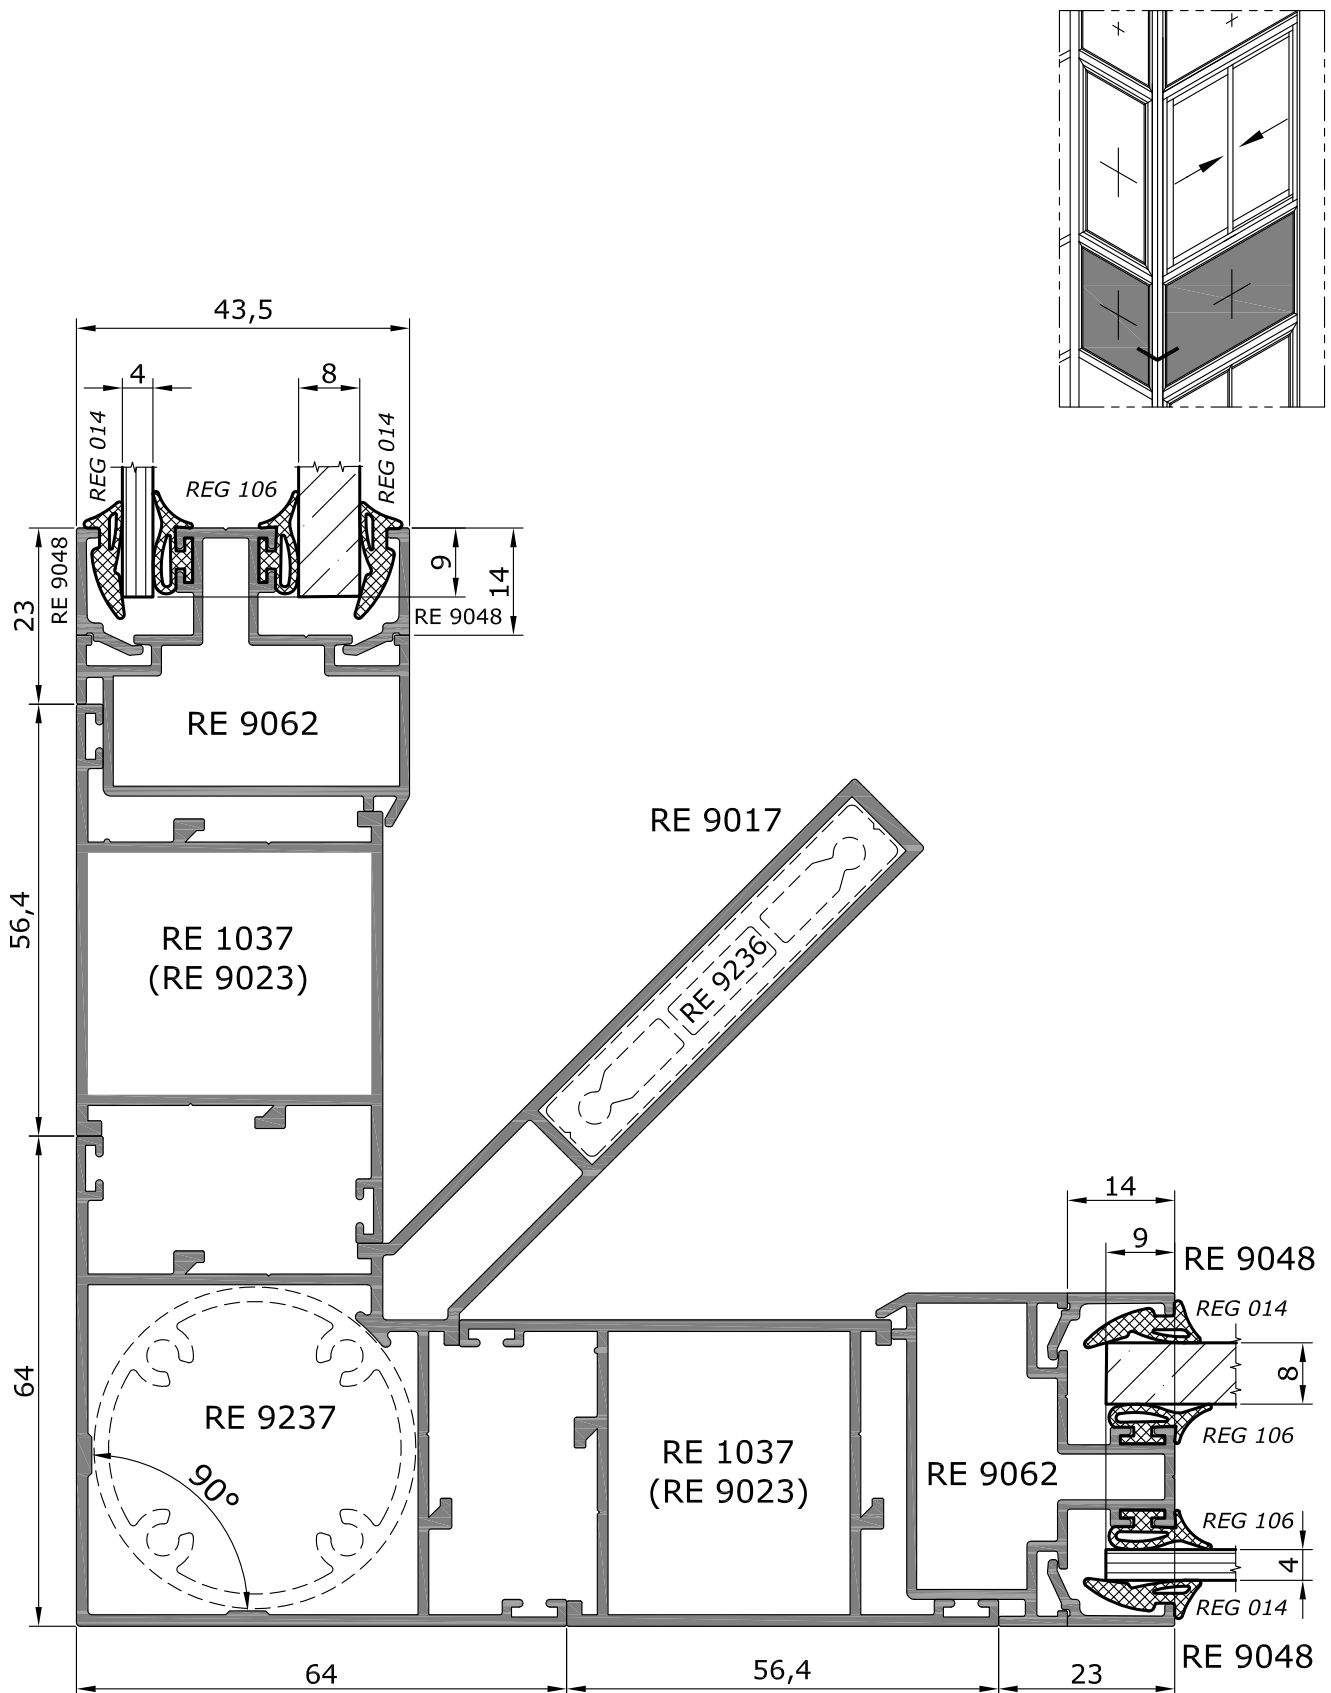 43,5
4
8
REG 014
REG 106
REG 014
RE 9048
23
9
14
RE 9048
RE 9062
RE 9017
56,4
RE 1037
(RE 9023)
RE 9236
14
9
RE 9048
REG 014
64
8
RE 9237
REG 106
RE 1037
(RE 9023)
RE 9062
90°
REG 106
4
REG 014
RE 9048
64
56,4
23